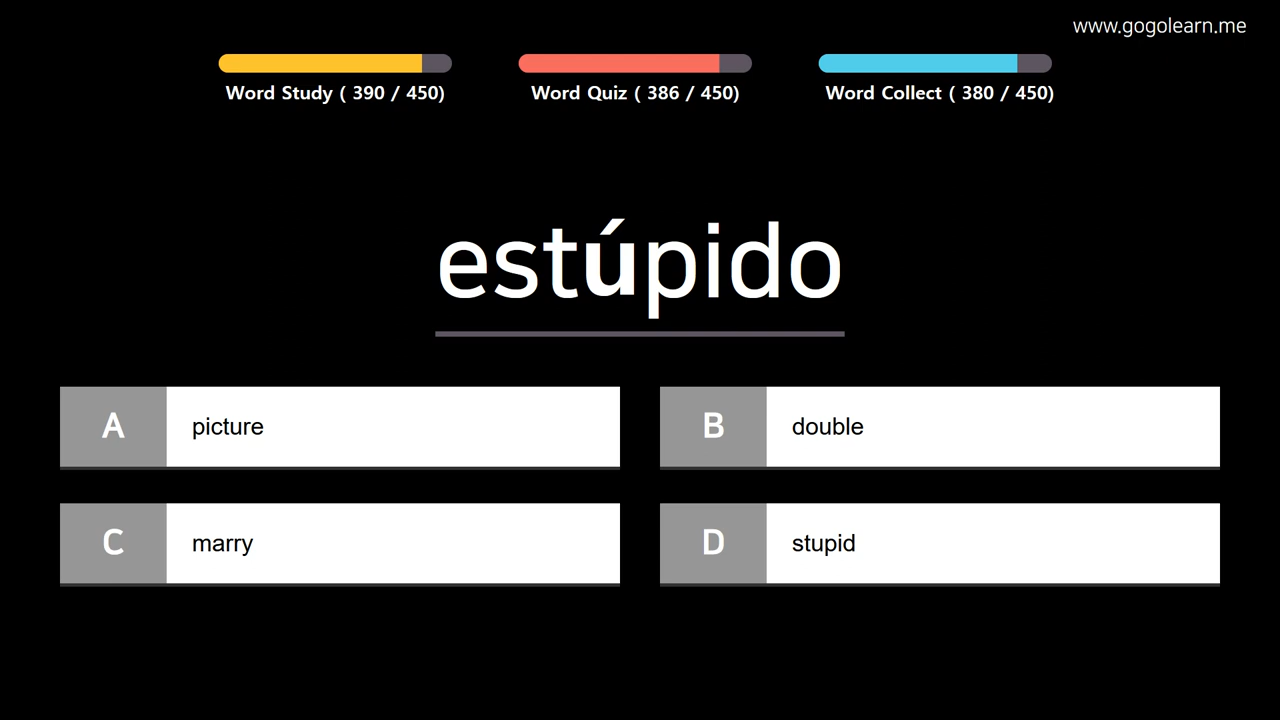 www.gogolearn.me
Word Study ( 390 / 450)
Word Quiz ( 386 / 450)
Word Collect ( 380 / 450)
estúpido
A picture
B double
C marry
D stupid